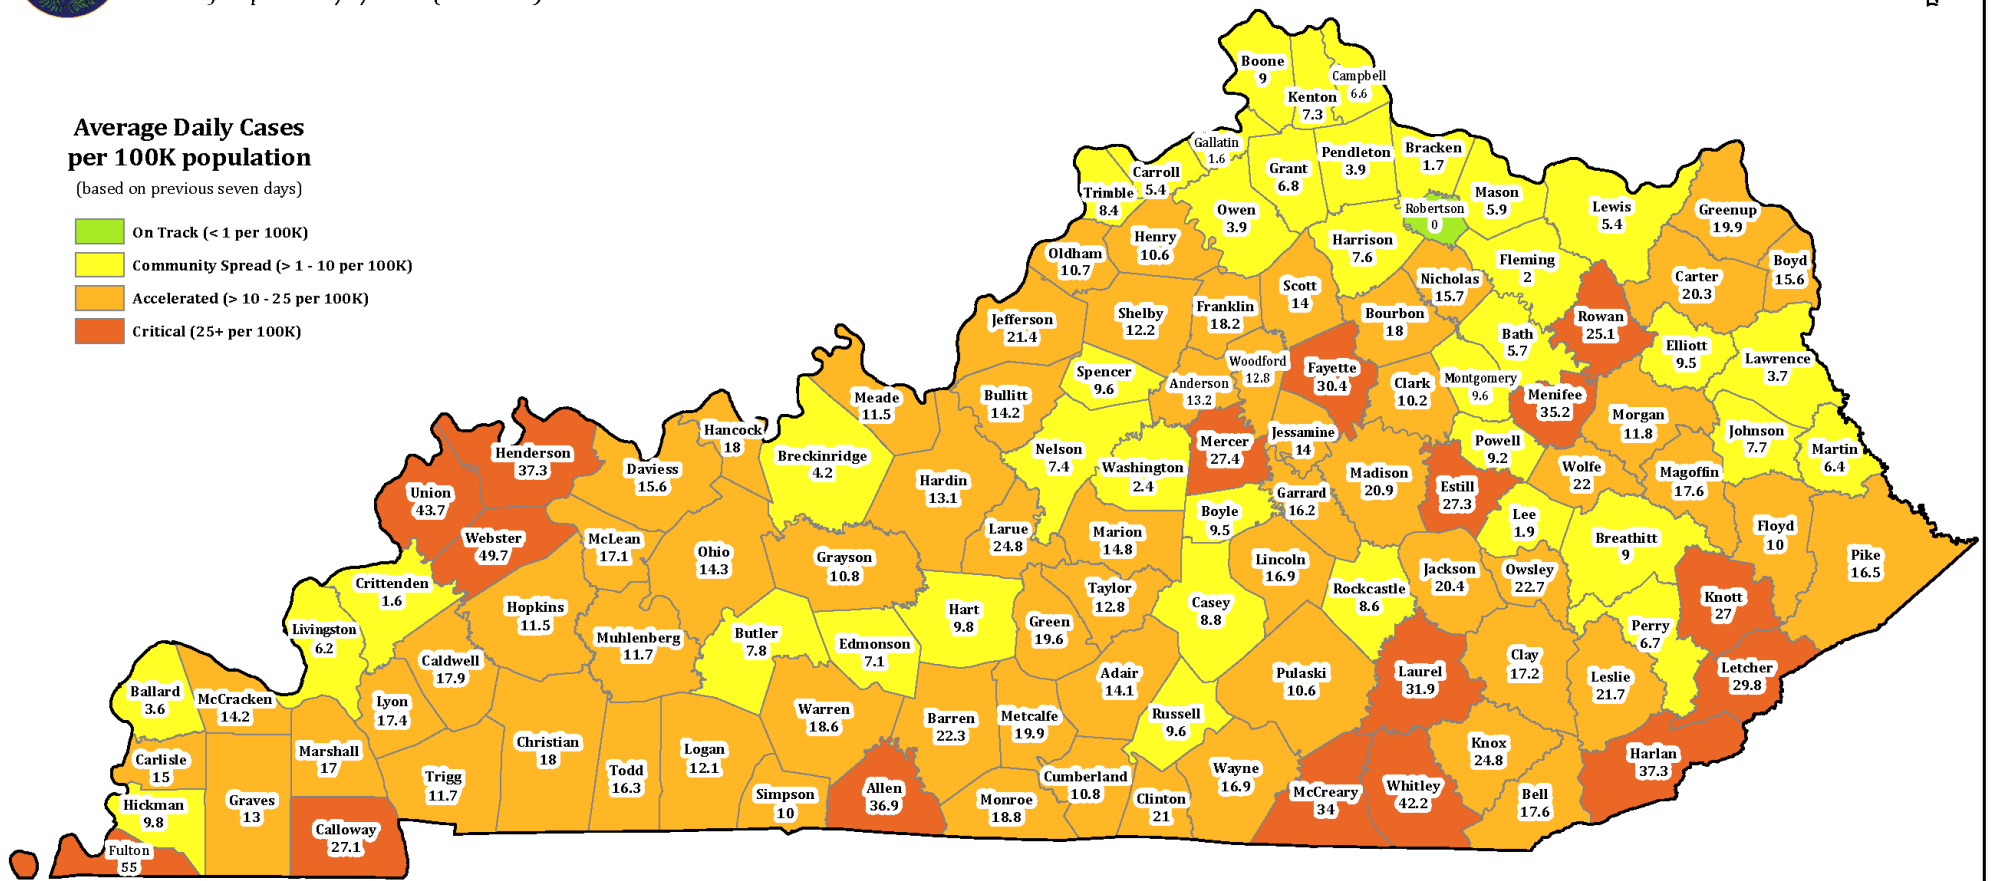 Average Daily Cases
per 100K population
(based on previous seven days)
On Track (< 1 per 100K)
Community Spread (> 1 - 10 per 100K)
Accelerated (> 10 - 25 per 100K)
Critical (25+ per 100K)
Boone
9
Kenton
7.3
Campbell
6.6
Gallatin
1.6
Carroll
5.4
Trimble
8.4
Grant
6.8
Pendleton
3.9
Bracken
1.7
Mason
5.9
Robertson
0
Lewis
5.4
Greenup
19.9
Owen
3.9
Henry
10.6
Oldham
10.7
Harrison
7.6
Fleming
2
Nicholas
15.7
Carter
20.3
Boyd
15.6
Scott
14
Franklin
18.2
Shelby
12.2
Jefferson
21.4
Bourbon
18
Rowan
25.1
Bath
5.7
Elliott
9.5
Lawrence
3.7
Woodford
12.8
Fayette
30.4
Spencer
9.6
Anderson
13.2
Clark
10.2
Montgomery
9.6
Menifee
35.2
Morgan
11.8
Bullitt
14.2
Meade
11.5
Hancock
18
Breckinridge
4.2
Henderson
37.3
Daviess
15.6
Union
43.7
Webster
49.7
McLean
17.1
Ohio
14.3
Grayson
10.8
Hardin
13.1
Larue
24.8
Nelson
7.4
Washington
2.4
Mercer
27.4
Jessamine
14
Garrard
16.2
Madison
20.9
Estill
27.3
Powell
9.2
Wolfe
22
Magoffin
17.6
Johnson
7.7
Martin
6.4
Boyle
9.5
Marion
14.8
Lincoln
16.9
Lee
1.9
Breathitt
9
Floyd
10
Pike
16.5
Crittenden
1.6
Livingston
6.2
Hopkins
11.5
Muhlenberg
11.7
Butler
7.8
Edmonson
7.1
Hart
9.8
Green
19.6
Taylor
12.8
Casey
8.8
Rockcastle
8.6
Jackson
20.4
Owsley
22.7
Perry
6.7
Knott
27
Letcher
29.8
Caldwell
17.9
Lyon
17.4
Ballard
3.6
McCracken
14.2
Carlisle
15
Hickman
9.8
Fulton
55
Graves
13
Marshall
17
Calloway
27.1
Trigg
11.7
Christian
18
Todd
16.3
Logan
12.1
Simpson
10
Warren
18.6
Allen
36.9
Barren
22.3
Metcalfe
19.9
Monroe
18.8
Adair
14.1
Russell
9.6
Cumberland
10.8
Clinton
21
Wayne
16.9
Pulaski
10.6
McCreary
34
Laurel
31.9
Whitley
42.2
Clay
17.2
Leslie
21.7
Knox
24.8
Bell
17.6
Harlan
37.3